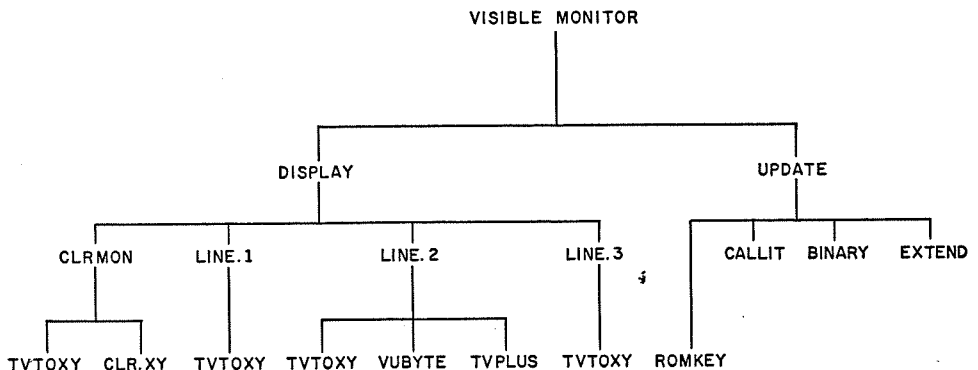 VISIBLE MONITOR
DISPLAY
UPDATE
CLRMON LINE.1 LINE.2 LINE.3 CALLIT BINARY EXTEND
TVTOXY CLR.XY TVTOXY TVTOXY VUBYTE TVPLUS TVTOXY ROMKEY